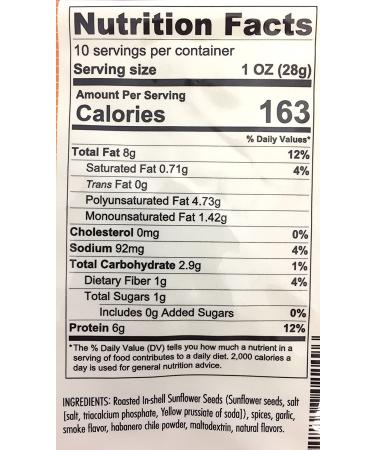 Nutrition Facts
10 servings per container
Serving size 1 OZ (28g)
Amount Per Serving
Calories 163
% Daily Values*
Total Fat 8g 12%
Saturated Fat 0.71g 4%
Trans Fat 0g
Polyunsaturated Fat 4.73g
Monounsaturated Fat 1.42g
Cholesterol 0mg 0%
Sodium 92mg 4%
Total Carbohydrate 2.9g 1%
Dietary Fiber 1g 4%
Total Sugars 1g
Includes 0g Added Sugars 0%
Protein 6g 12%
*The % Daily Value (DV) tells you how much a nutrient in a
serving of food contributes to a daily diet. 2,000 calories a
day is used for general nutrition advice.
INGREDIENTS: Roasted In-shell Sunflower Seeds (Sunflower seeds, salt
[salt, triacalcium phosphate, Yellow prussiate of soda]), spices, garlic,
smoke flavor, habanero chile powder, maltodextrin, natural flavors.